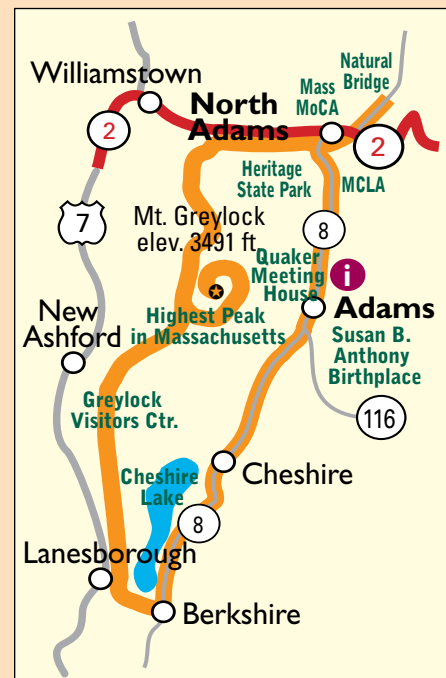 Natural
Bridge
Williamstown
Mass
MoCA
North
Adams
2
2
Heritage
State Park
MCLA
7
Mt. Greylock
elev. 3491 ft
8
Quaker
Meeting
House
i
New
Ashford
Highest Peak
in Massachusetts
Adams
Susan B.
Anthony
Birthplace
Greylock
Visitors Ctr.
116
Cheshire
Lake
Cheshire
8
Lanesborough
Berkshire